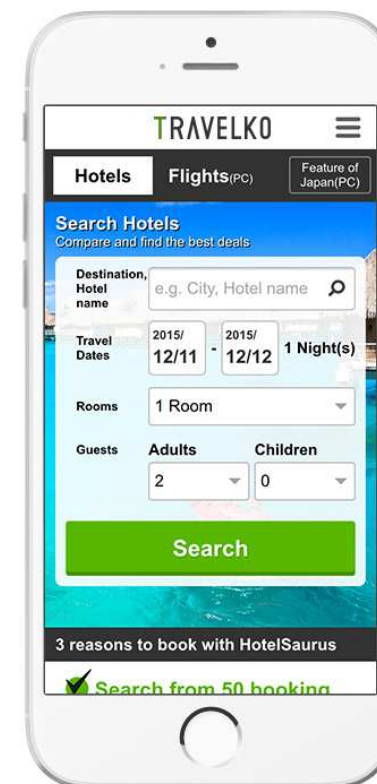 TRAVELKO
Hotels Flights(PC) Feature of
Japan(PC)
Search Hotels
Compare and find the best deals
Destination,
Hotel
name
e.g. City, Hotel name
Travel
Dates
2015/
12/11
-
2015/
12/12
1 Night(s)
Rooms
1 Room
Guests
Adults Children
2 0
Search
3 reasons to book with HotelSaurus
Search from 50 booking